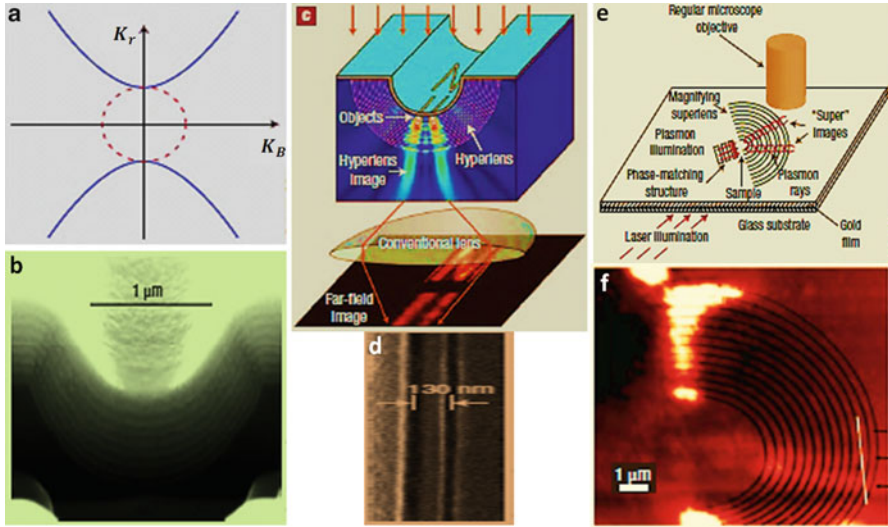 a
K_r
K_B
b
1 µm
c
Objects
Hyperlens
Image
Hyperlens
Conventional lens
Far-field
Image
d
130 nm
e
Regular microscope
objective
Magnifying
superlens
"Super"
Images
Plasmon
illumination
Phase-matching
structure
Sample
Plasmon
rays
Laser illumination
Glass substrate
Gold
film
f
1 µm